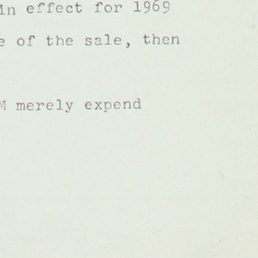 in effect for 1969
of the sale, then
merely expend